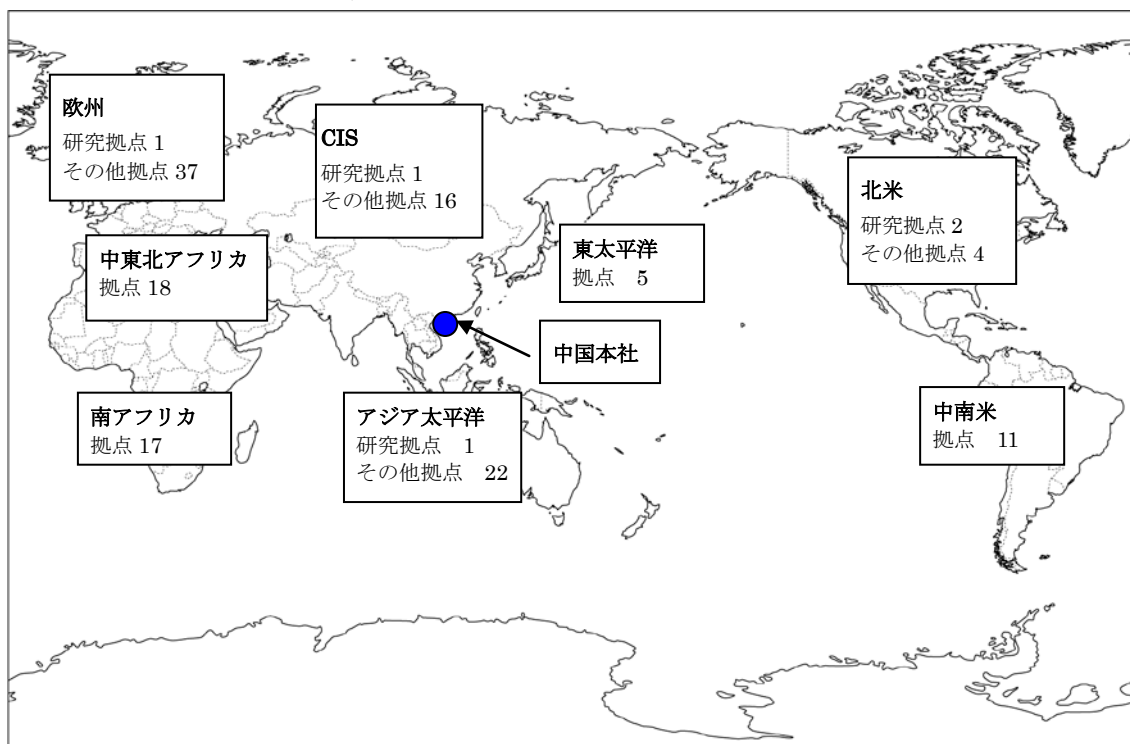 欧州
研究拠点 1
その他拠点 37
CIS
研究拠点 1
その他拠点 16
北米
研究拠点 2
その他拠点 4
中東北アフリカ
拠点 18
東太平洋
拠点　5
中国本社
南アフリカ
拠点 17
アジア太平洋
研究拠点　1
その他拠点　22
中南米
拠点　11